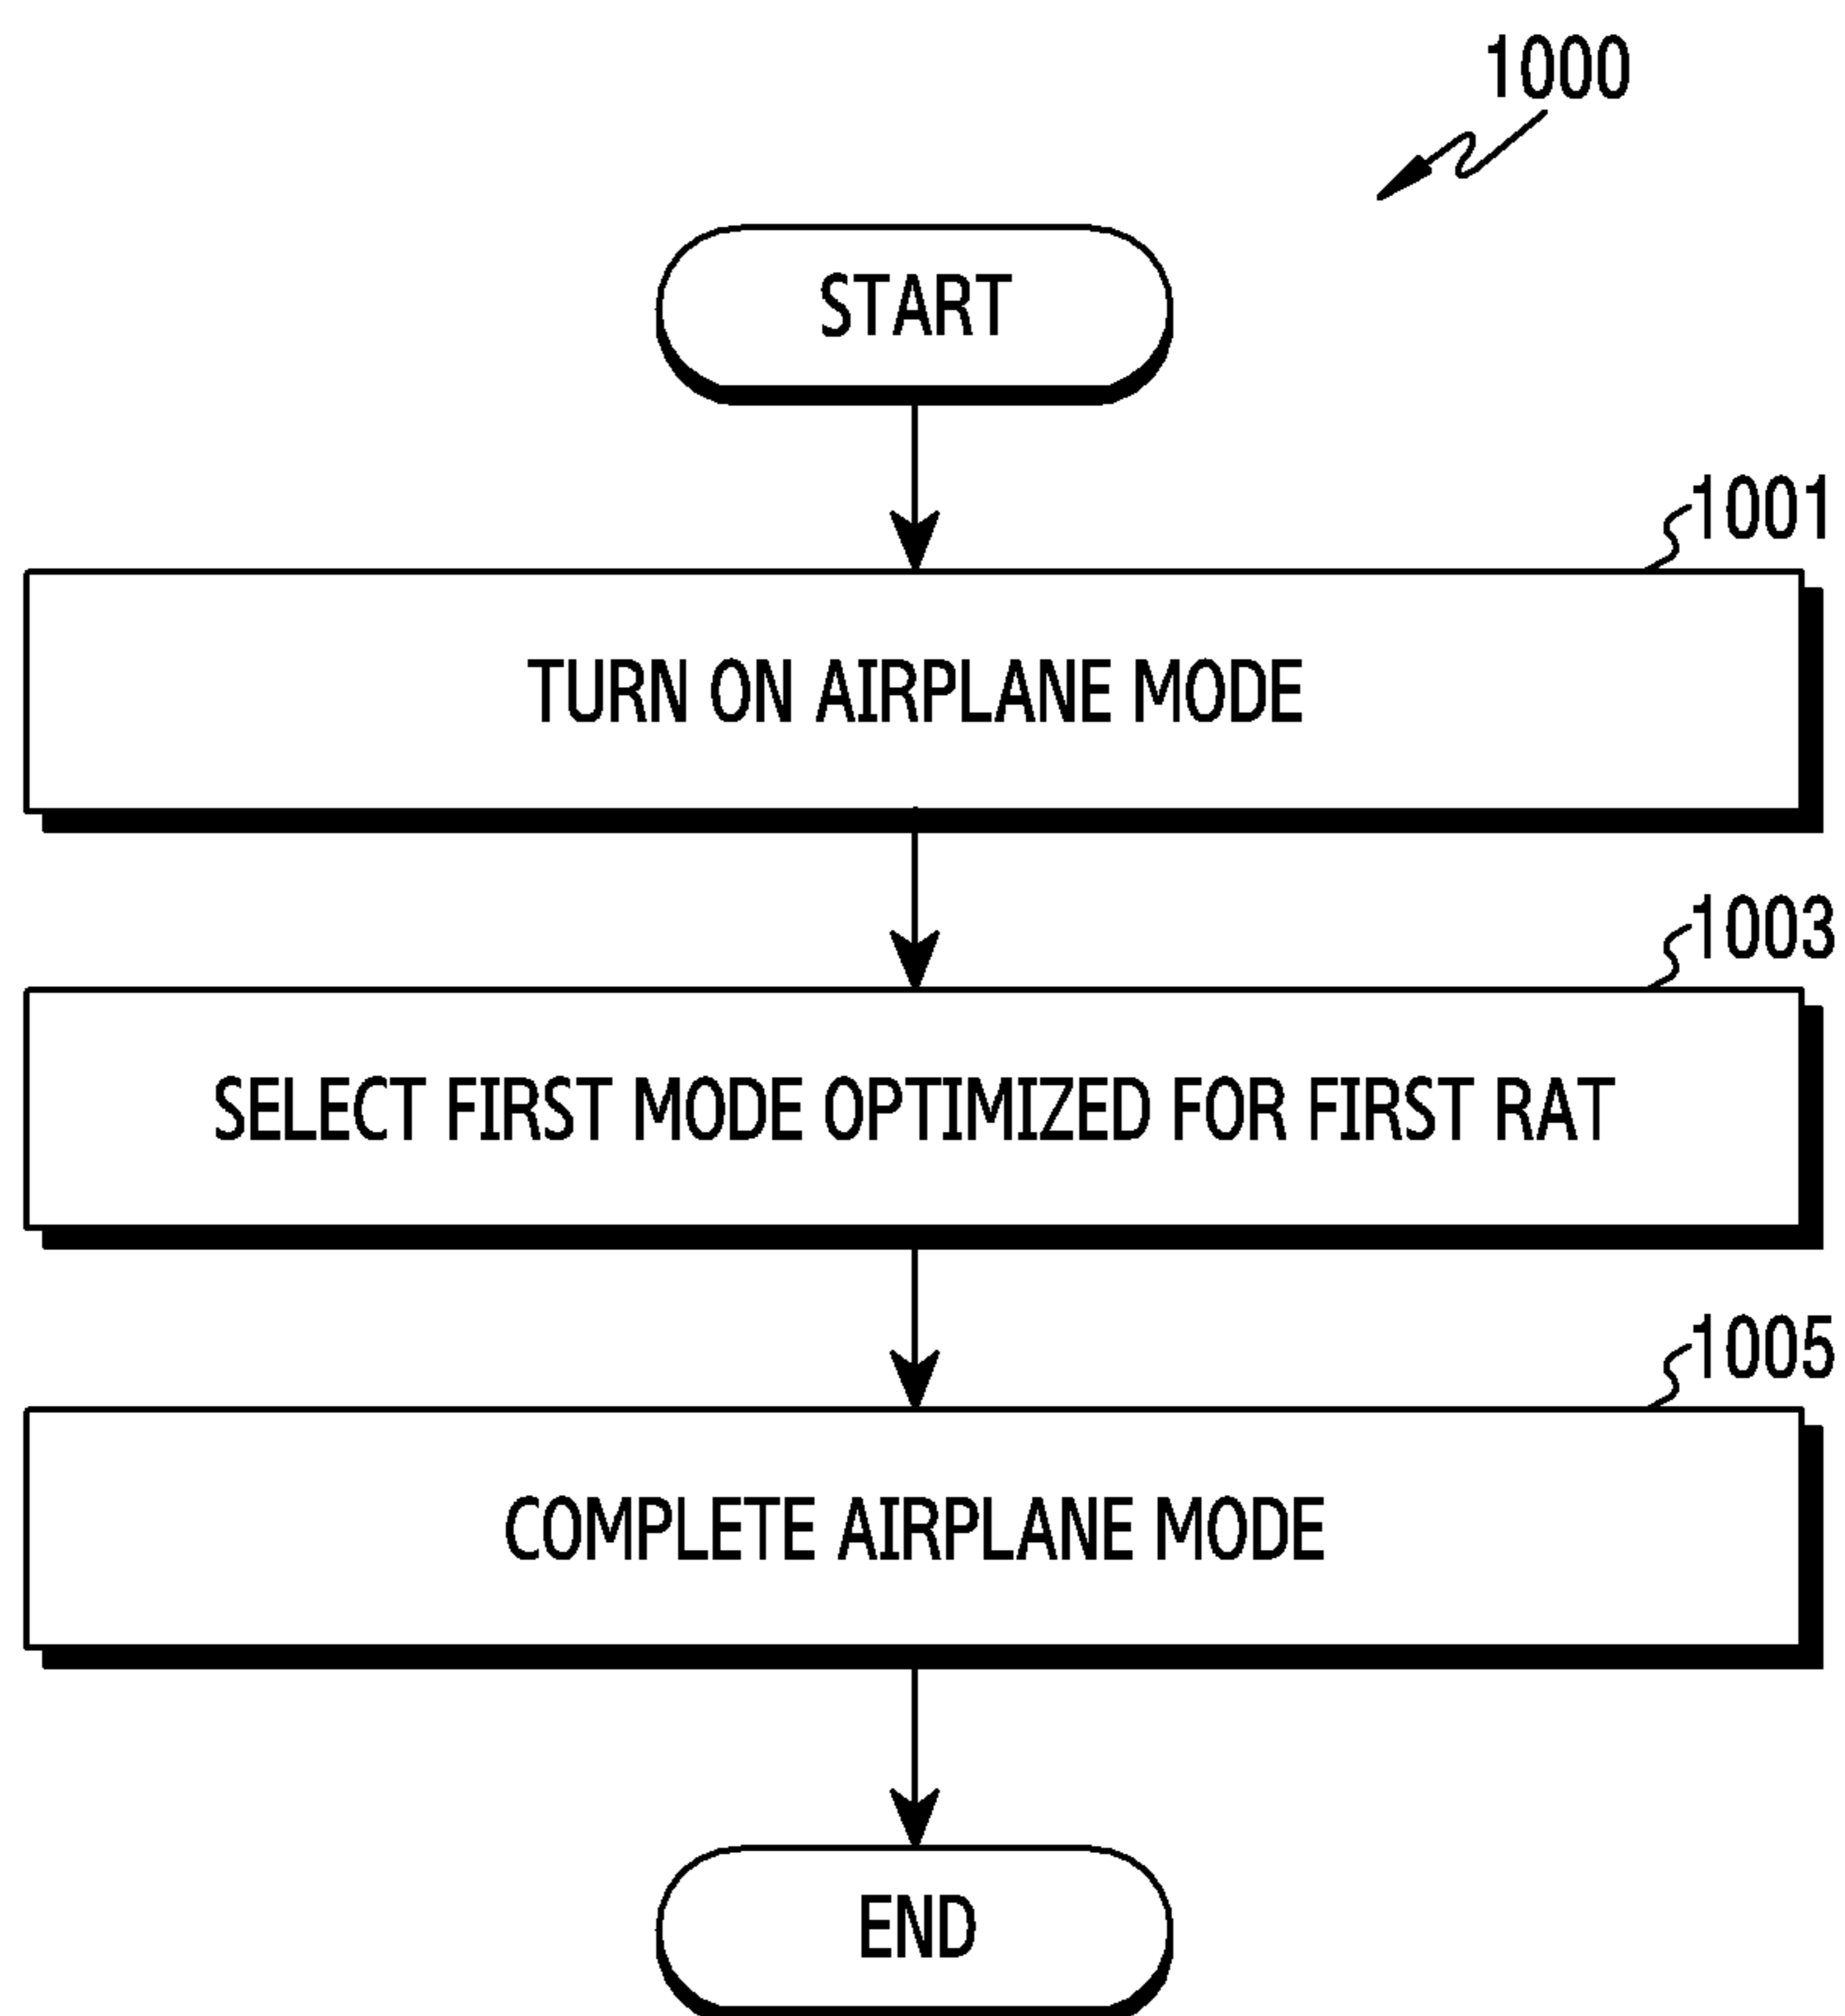 1000
START
1001
TURN ON AIRPLANE MODE
1003
SELECT FIRST MODE OPTIMIZED FOR FIRST RAT
1005
COMPLETE AIRPLANE MODE
END